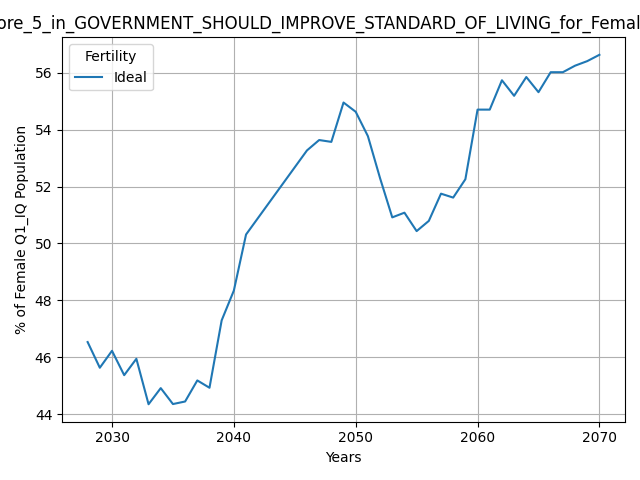 ore_5_in_GOVERNMENT_SHOULD_IMPROVE_STANDARD_OF_LIVING_for_Femal
Fertility
Ideal
% of Female Q1_IQ Population
56
54
52
50
48
46
44
2030 2040 2050 2060 2070
Years